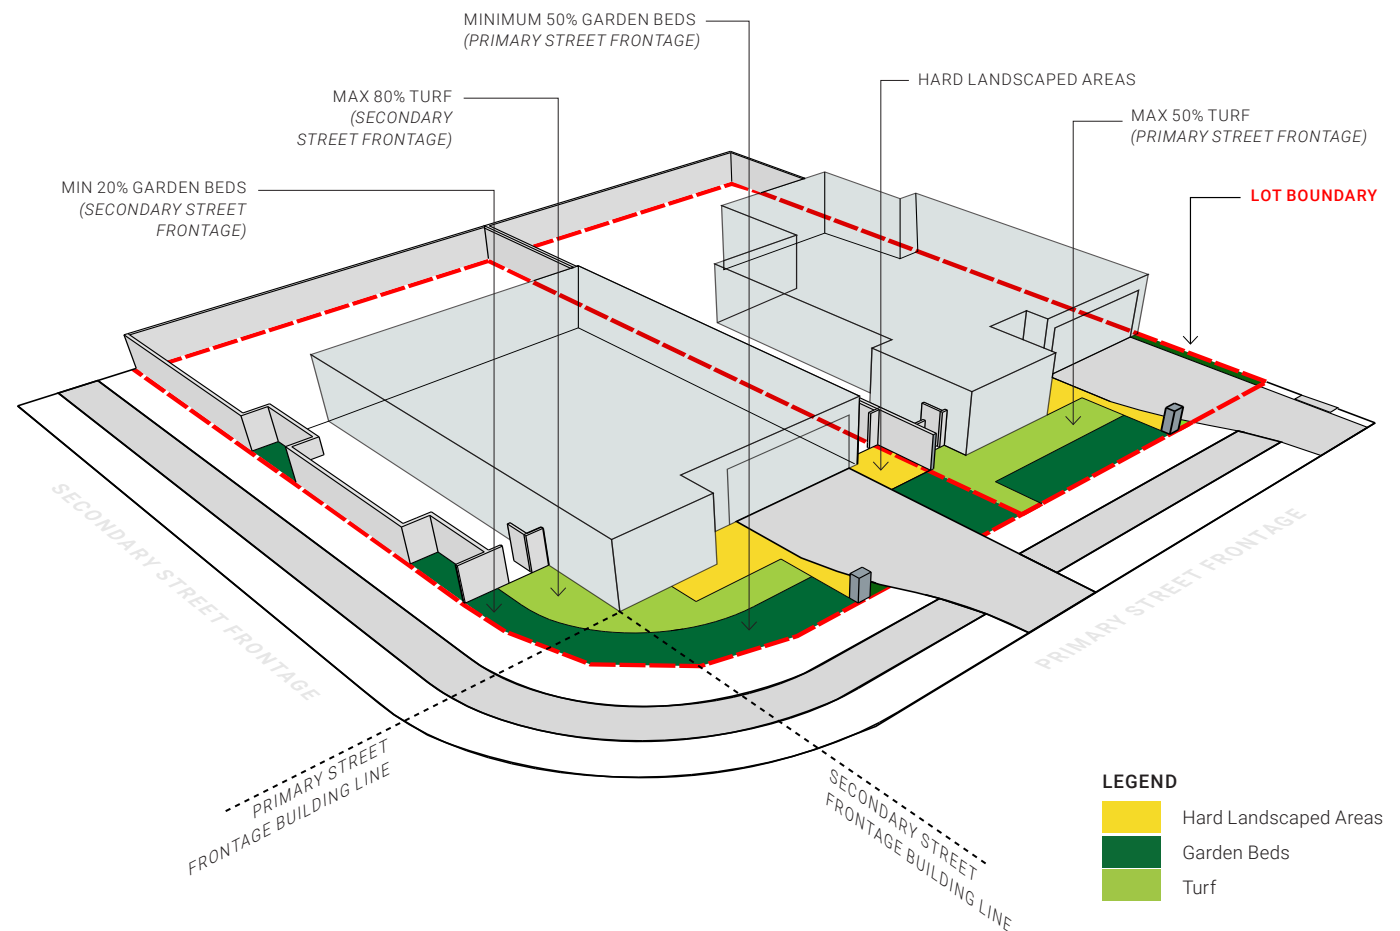 MINIMUM 50% GARDEN BEDS
(PRIMARY STREET FRONTAGE)
HARD LANDSCAPED AREAS
MAX 80% TURF
(SECONDARY
STREET FRONTAGE)
MAX 50% TURF
(PRIMARY STREET FRONTAGE)
MIN 20% GARDEN BEDS
(SECONDARY STREET
FRONTAGE)
LOT BOUNDARY
SECONDARY STREET FRONTAGE
PRIMARY STREET FRONTAGE
PRIMARY STREET
FRONTAGE BUILDING LINE
SECONDARY STREET
FRONTAGE BUILDING LINE
LEGEND
Hard Landscaped Areas
Garden Beds
Turf